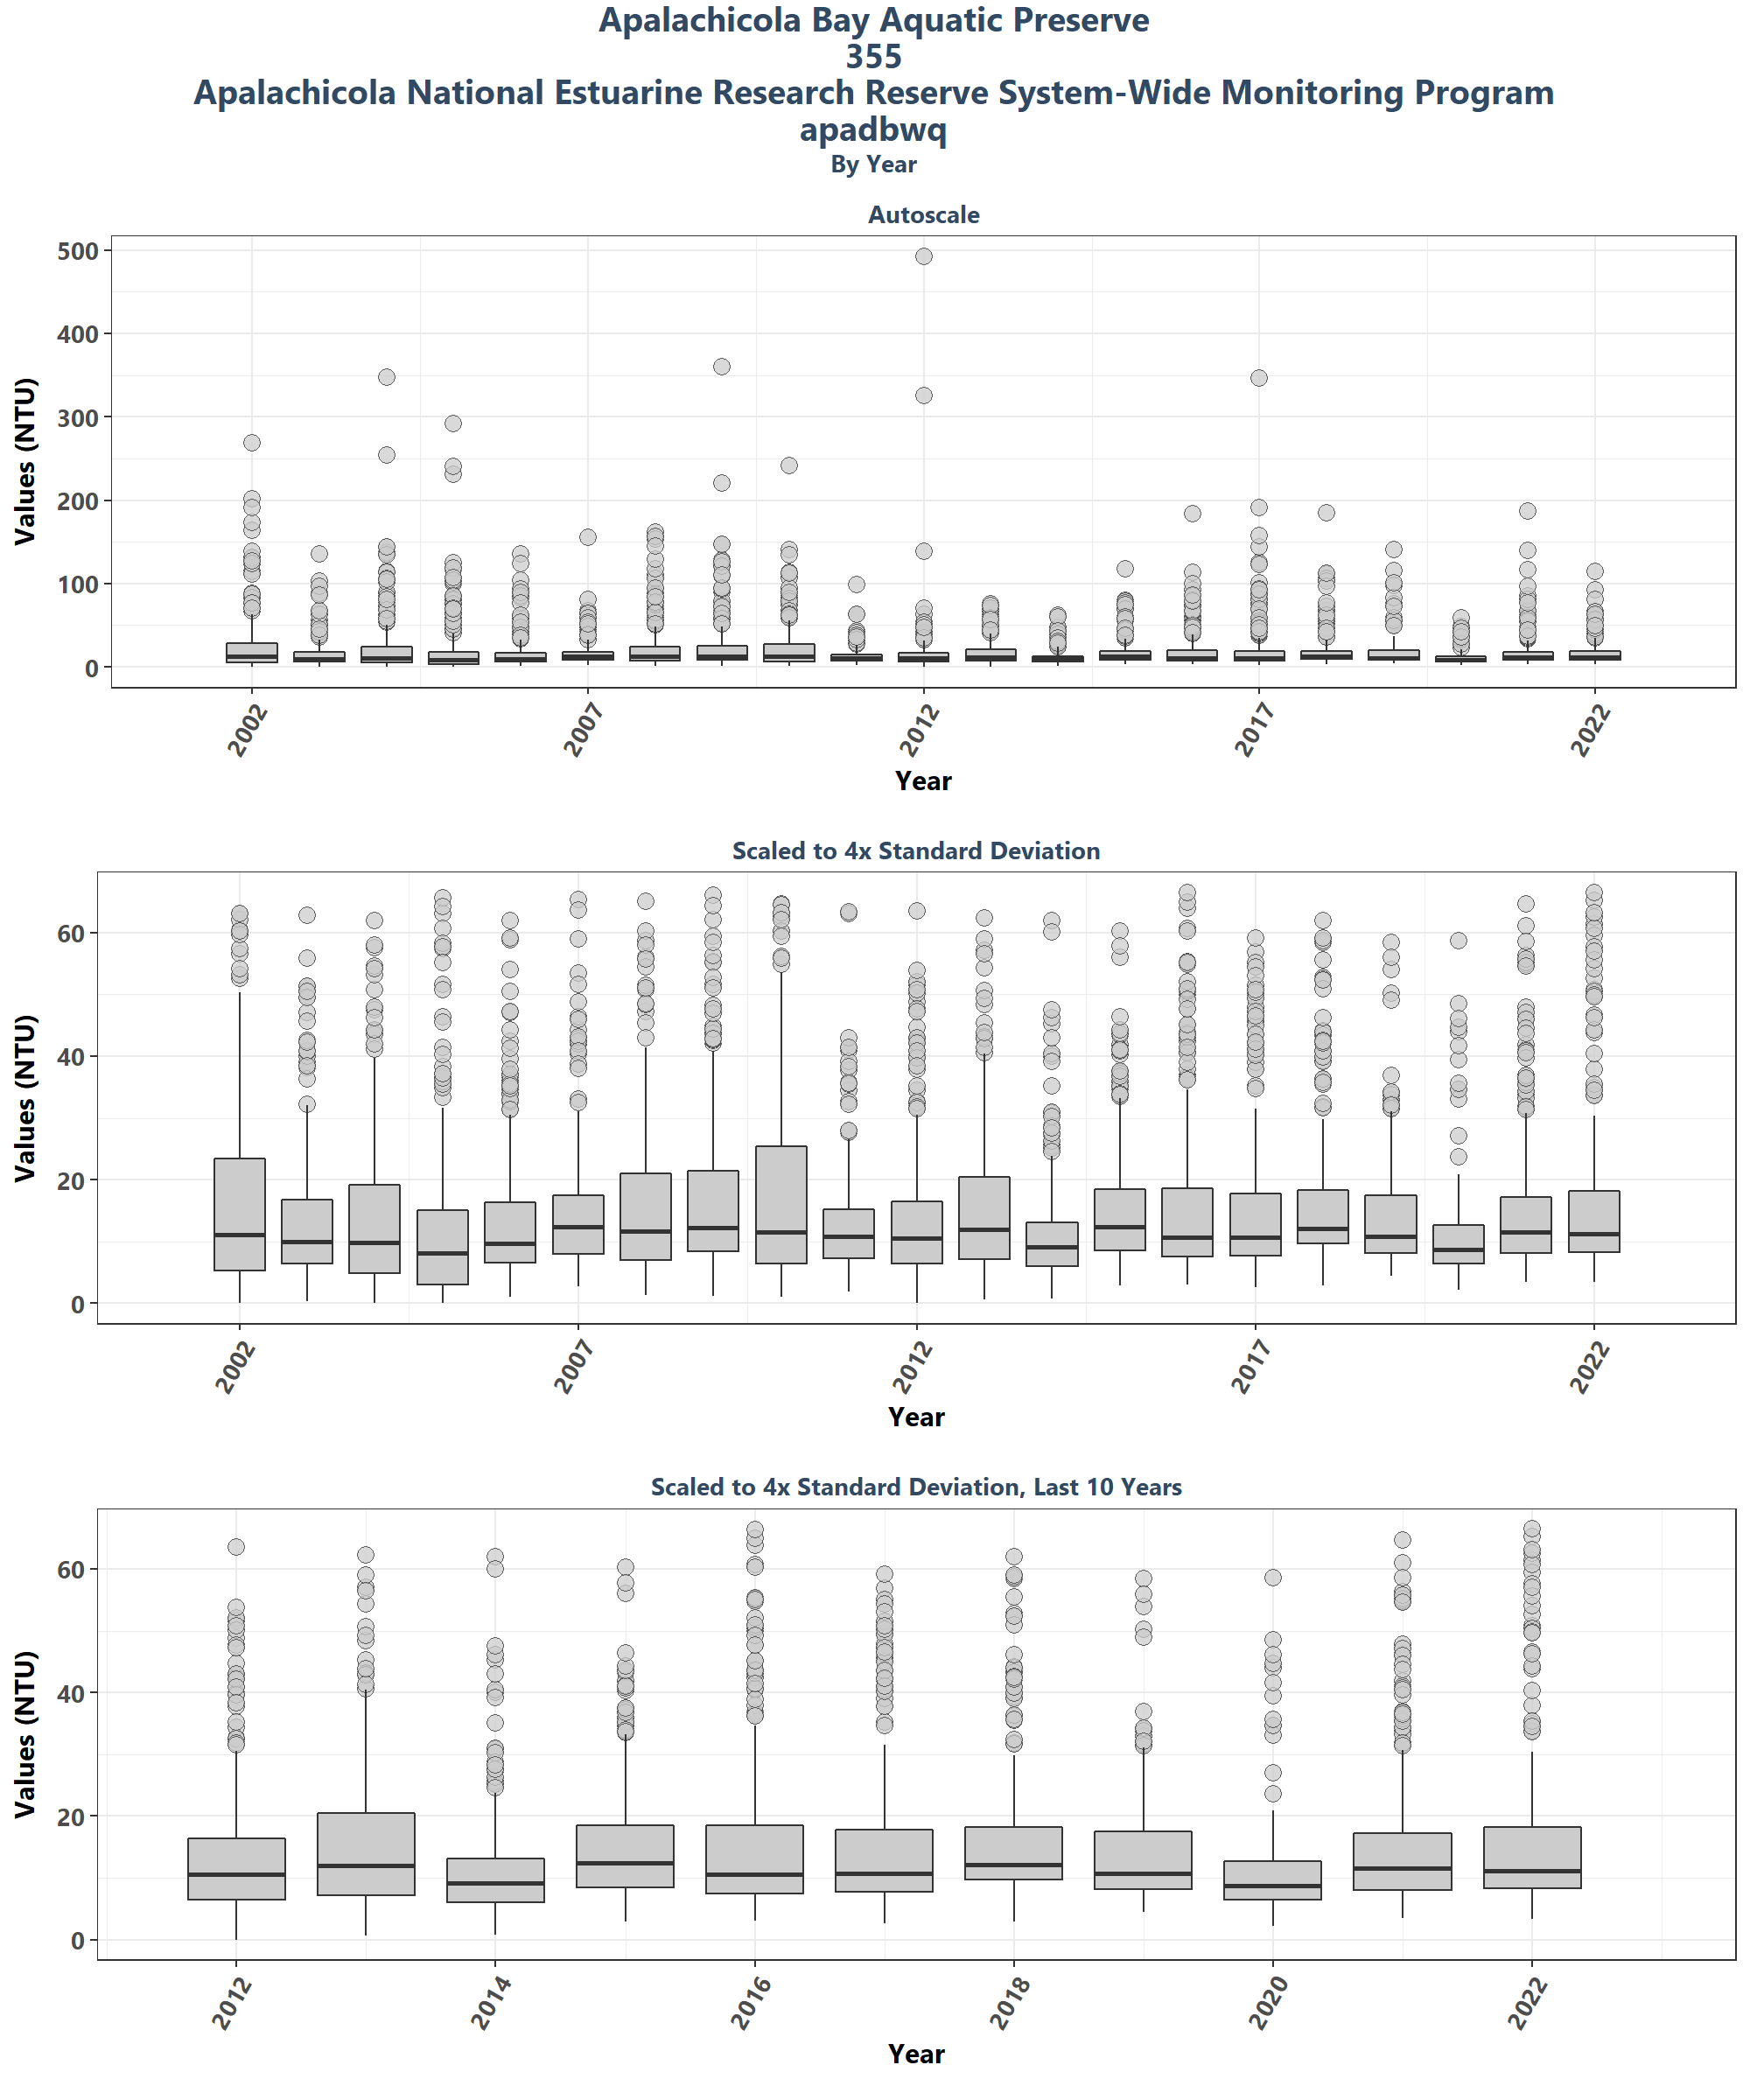 Apalachicola Bay Aquatic Preserve
355
Apalachicola National Estuarine Research Reserve System-Wide Monitoring Program
apadbwq
By Year
Autoscale
Values (NTU)
500
400
300
200
100
0
2002
2007
2012
2017
2022
Year
Scaled to 4x Standard Deviation
Values (NTU)
60
40
20
0
2002
2007
2012
2017
2022
Year
Scaled to 4x Standard Deviation, Last 10 Years
Values (NTU)
60
40
20
0
2012
2014
2016
2018
2020
2022
Year